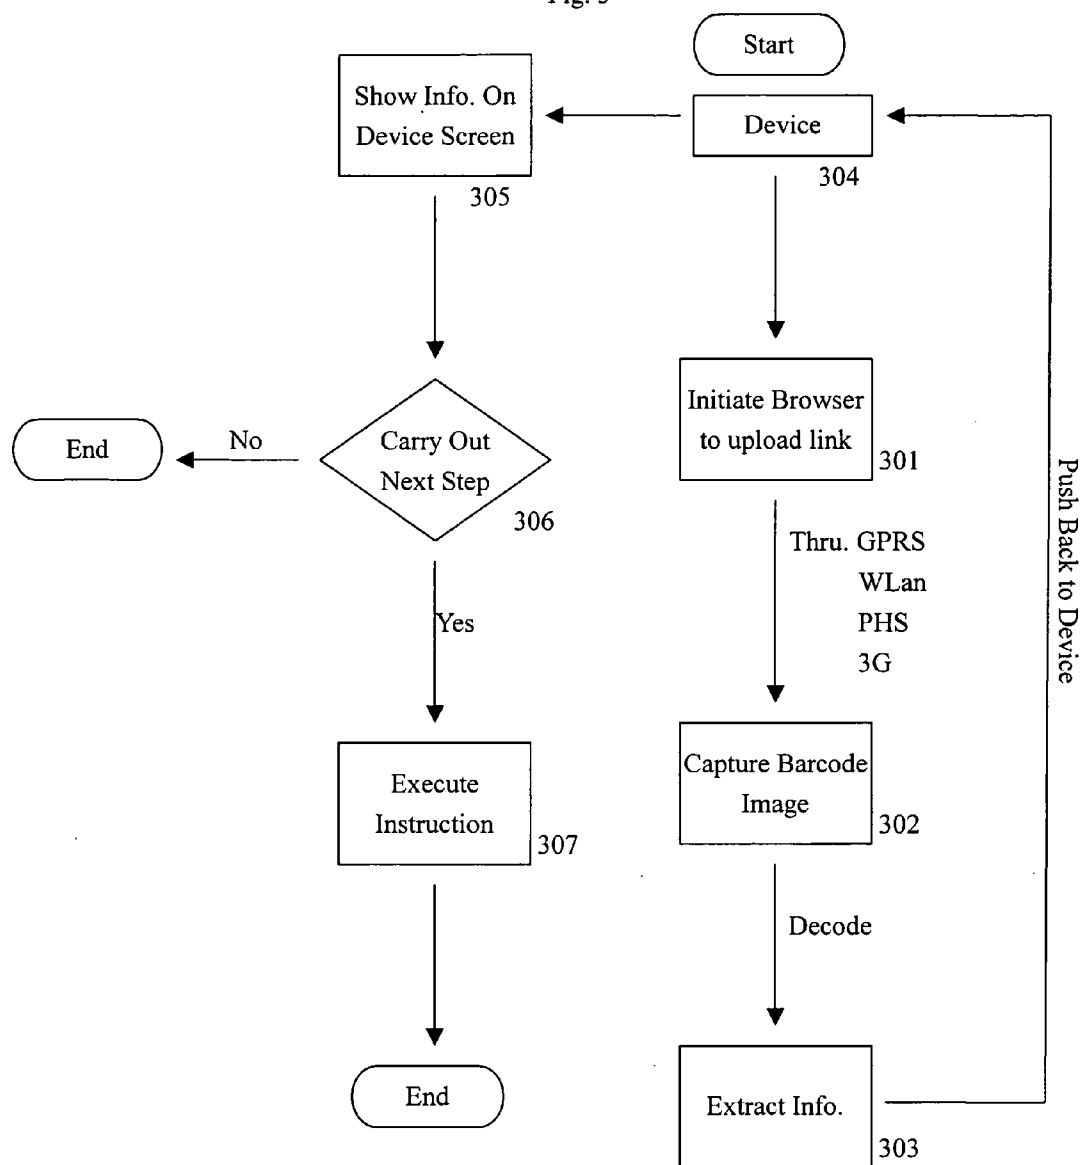 Fig. 3
Start
Show Info. On
Device Screen
305
Device
304
Initiate Browser
to upload link
301
End
No
Carry Out
Next Step
306
Push Back to Device
Thru. GPRS
WLan
PHS
3G
Yes
Capture Barcode
Image
302
Execute
Instruction
307
Decode
End
Extract Info.
303